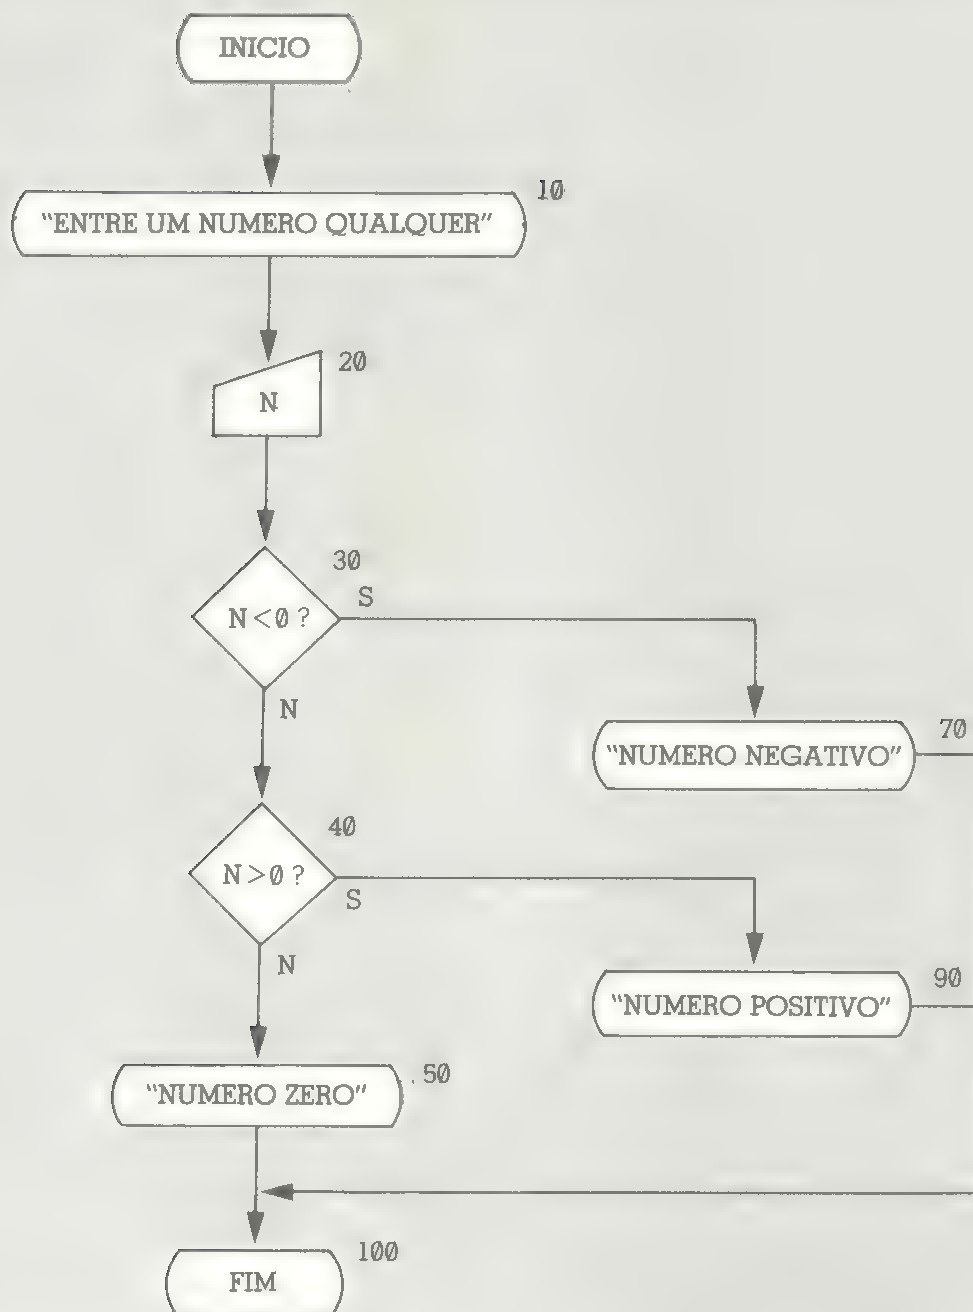 INICIO
10
"ENTRE UM NUMERO QUALQUER"
20
N
30
N<0?
S
N
"NUMERO NEGATIVO"
70
40
N>0?
S
N
"NUMERO POSITIVO"
90
"NUMERO ZERO"
50
100
FIM